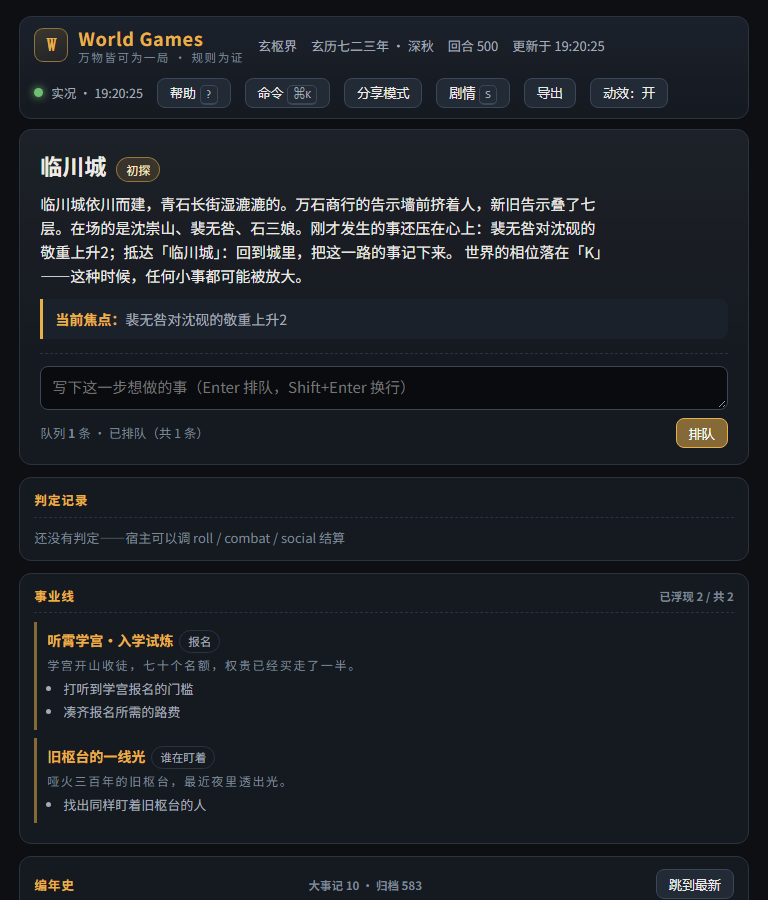 W
World Games
万物皆可为一局 · 规则为证
玄枢界 玄历七二三年 · 深秋 回合 500 更新于 19:20:25
实况 · 19:20:25 帮助 ? 命令 ⌘K 分享模式 剧情 S 导出 动效：开
临川城 初探
临川城依川而建，青石长街湿漉漉的。万石商行的告示墙前挤着人，新旧告示叠了七
层。在场的是沈崇山、裴无咎、石三娘。刚才发生的事还压在心上：裴无咎对沈砚的
敬重上升2；抵达「临川城」：回到城里，把这一路的事记下来。 世界的相位落在「K」
——这种时候，任何小事都可能被放大。
当前焦点：裴无咎对沈砚的敬重上升2
写下这一步想做的事（Enter 排队，Shift+Enter 换行）
队列 1 条 · 已排队（共 1 条） 排队
判定记录
还没有判定——宿主可以调 roll / combat / social 结算
事业线 已浮现 2 / 共 2
听霄学宫·入学试炼 报名
学宫开山收徒，七十个名额，权贵已经买走了一半。
打听到学宫报名的门槛
凑齐报名所需的路费
旧枢台的一线光 谁在盯着
哑火三百年的旧枢台，最近夜里透出光。
找出同样盯着旧枢台的人
编年史 大事记 10 · 归档 583 跳到最新